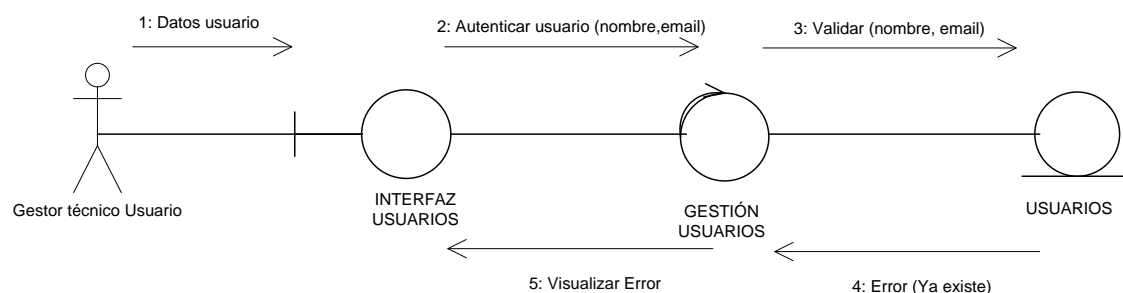 1: Datos usuario
2: Autenticar usuario (nombre,email)
3: Validar (nombre, email)
Gestor técnico Usuario
INTERFAZ
USUARIOS
GESTIÓN
USUARIOS
USUARIOS
5: Visualizar Error
4: Error (Ya existe)